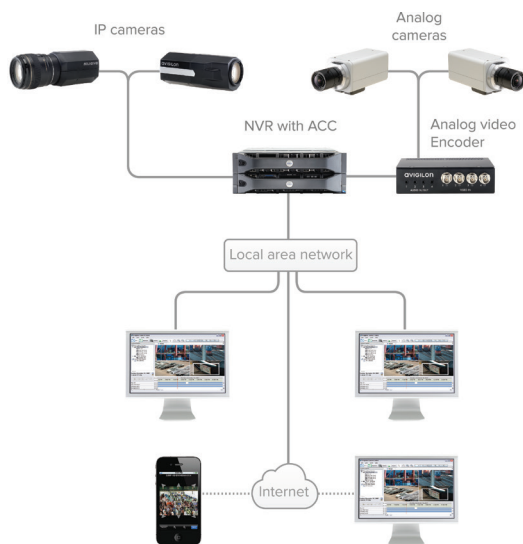 IP cameras
Analog
cameras
NVR with ACC
Analog video
Encoder
avigilon
Local area network
Internet